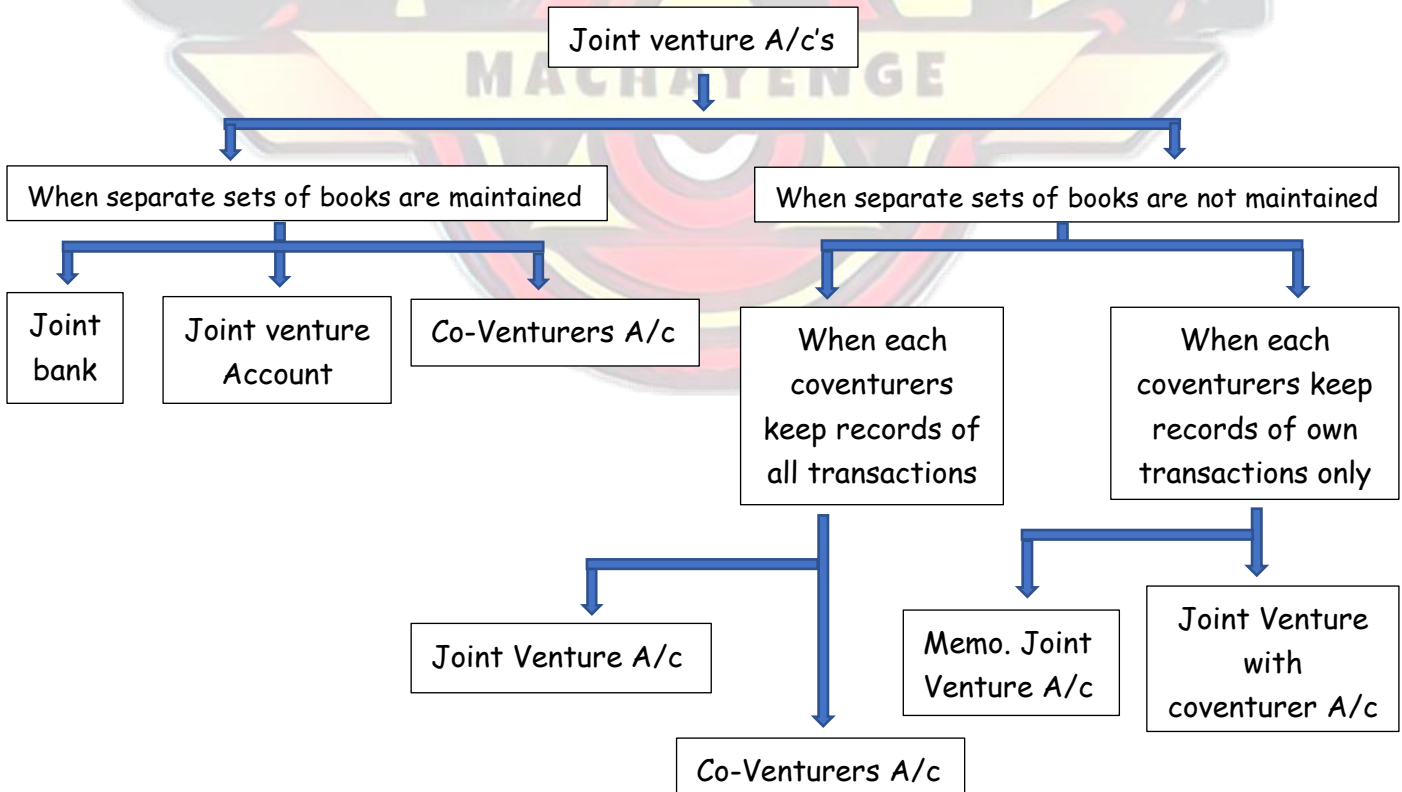 Joint venture A/c's
MACHAYENGE
When separate sets of books are maintained
When separate sets of books are not maintained
Joint
bank
Joint venture
Account
Co-Venturers A/c
When each
coventurers
keep records of
all transactions
When each
coventurers keep
records of own
transactions only
Joint Venture A/c
Memo. Joint
Venture A/c
Joint Venture
with
coventurer A/c
Co-Venturers A/c